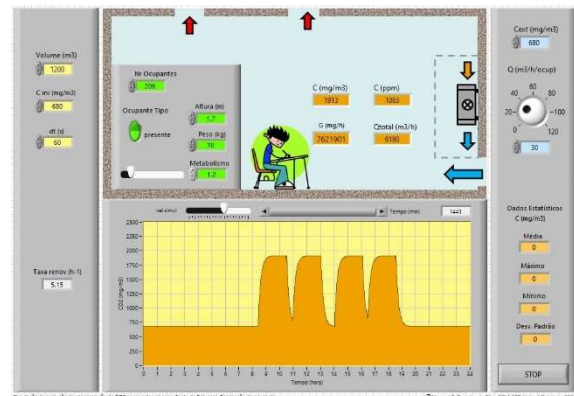 Volume (m3)
1200
C ini (mg/m3)
680
dt (s)
60
Taxa renov (h-1)
5.15
Nr Ocupantes
206
Ocupante Tipo
presente
Altura (m)
1.7
Peso (kg)
70
Metabolismo
1.2
C (mg/m3)
1913
C (ppm)
1063
G (mg/h)
7621901
Qtotal (m3/h)
6180
Cext (mg/m3)
680
Q (m3/h/ocup)
0
20
40
60
80
100
120
30
Dados Estatísticos
C (mg/m3)
Média
0
Máximo
0
Mínimo
0
Desv. Padrão
0
STOP
vel simul
Tempo (min)
1443
CO2 (mg/m3)
2500
2250
2000
1750
1500
1250
1000
750
500
250
0
0 1 2 3 4 5 6 7 8 9 10 11 12 13 14 15 16 17 18 19 20 21 22 23 24
Tempo (horas)